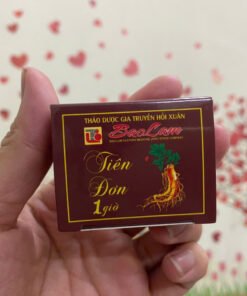 THẢO DƯỢC GIA TRUYỀN HỒI XUÂN
BaoLam
Tiên
Đơn
1 giờ